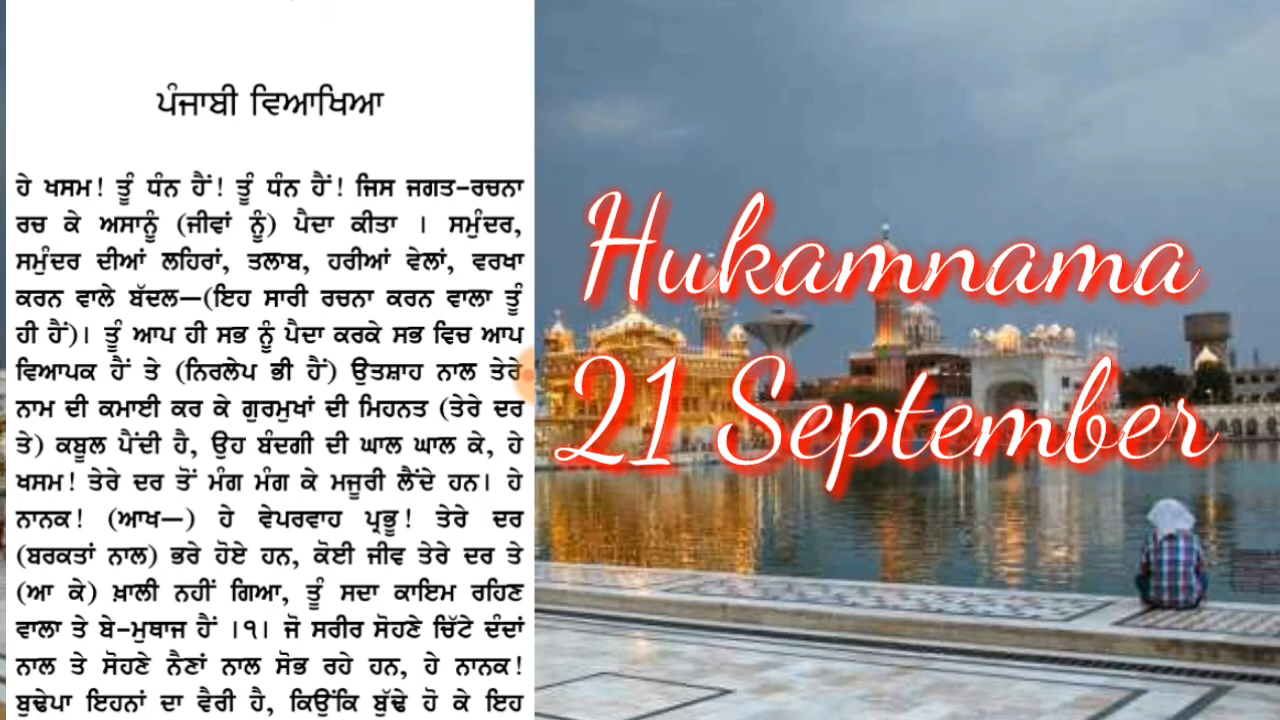 ਪੰਜਾਬੀ ਵਿਆਖਿਆ
ਹੇ ਖਸਮ! ਤੂੰ ਧੰਨ ਹੈਂ! ਤੂੰ ਧੰਨ ਹੈਂ! ਜਿਸ ਜਗਤ-ਰਚਨਾ
ਰਚ ਕੇ ਅਸਾਨੂੰ (ਜੀਵਾਂ ਨੂੰ) ਪੈਦਾ ਕੀਤਾ । ਸਮੁੰਦਰ,
ਸਮੁੰਦਰ ਦੀਆਂ ਲਹਿਰਾਂ, ਤਲਾਬ, ਹਰੀਆਂ ਵੇਲਾਂ, ਵਰਖਾ
ਕਰਨ ਵਾਲੇ ਬੱਦਲ—(ਇਹ ਸਾਰੀ ਰਚਨਾ ਕਰਨ ਵਾਲਾ ਤੂੰ
ਹੀ ਹੈਂ)। ਤੂੰ ਆਪ ਹੀ ਸਭ ਨੂੰ ਪੈਦਾ ਕਰਕੇ ਸਭ ਵਿਚ ਆਪ
ਵਿਆਪਕ ਹੈਂ ਤੇ (ਨਿਰਲੇਪ ਭੀ ਹੈਂ) ਉਤਸ਼ਾਹ ਨਾਲ ਤੇਰੇ
ਨਾਮ ਦੀ ਕਮਾਈ ਕਰ ਕੇ ਗੁਰਮੁਖਾਂ ਦੀ ਮਿਹਨਤ (ਤੇਰੇ ਦਰ
ਤੇ) ਕਬੂਲ ਪੈਂਦੀ ਹੈ, ਉਹ ਬੰਦਗੀ ਦੀ ਘਾਲ ਘਾਲ ਕੇ, ਹੇ
ਖਸਮ! ਤੇਰੇ ਦਰ ਤੋਂ ਮੰਗ ਮੰਗ ਕੇ ਮਜੂਰੀ ਲੈਂਦੇ ਹਨ। ਹੇ
ਨਾਨਕ! (ਆਖ—) ਹੇ ਵੇਪਰਵਾਹ ਪ੍ਰਭੂ! ਤੇਰੇ ਦਰ
(ਬਰਕਤਾਂ ਨਾਲ) ਭਰੇ ਹੋਏ ਹਨ, ਕੋਈ ਜੀਵ ਤੇਰੇ ਦਰ ਤੇ
(ਆ ਕੇ) ਖ਼ਾਲੀ ਨਹੀਂ ਗਿਆ, ਤੂੰ ਸਦਾ ਕਾਇਮ ਰਹਿਣ
ਵਾਲਾ ਤੇ ਬੇ-ਮੁਥਾਜ ਹੈਂ ।੧। ਜੋ ਸਰੀਰ ਸੋਹਣੇ ਚਿੱਟੇ ਦੰਦਾਂ
ਨਾਲ ਤੇ ਸੋਹਣੇ ਨੈਣਾਂ ਨਾਲ ਸੋਭ ਰਹੇ ਹਨ, ਹੇ ਨਾਨਕ!
ਬੁਢੇਪਾ ਇਹਨਾਂ ਦਾ ਵੈਰੀ ਹੈ, ਕਿਉਂਕਿ ਬੁੱਢੇ ਹੋ ਕੇ ਇਹ
Hukamnama
21 September